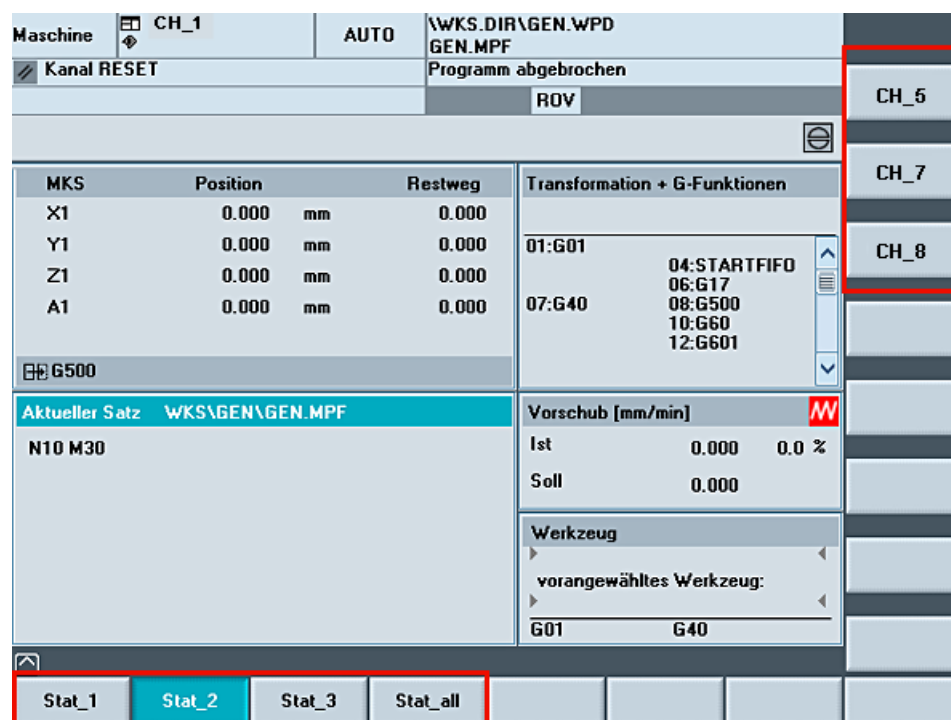 Maschine CH_1 AUTO \WKS.DIR\GEN.WPD
GEN.MPF
Kanal RESET Programm abgebrochen
ROV
CH_5
CH_7
CH_8
MKS Position Restweg
X1 0.000 mm 0.000
Y1 0.000 mm 0.000
Z1 0.000 mm 0.000
A1 0.000 mm 0.000
G500
Transformation + G-Funktionen
01:G01
04:STARTFIFO
06:G17
07:G40 08:G500
10:G60
12:G601
Aktueller Satz WKS\GEN\GEN.MPF
N10 M30
Vorschub [mm/min]
Ist 0.000 0.0 %
Soll 0.000
Werkzeug
vorangewähltes Werkzeug:
G01 G40
Stat_1 Stat_2 Stat_3 Stat_all